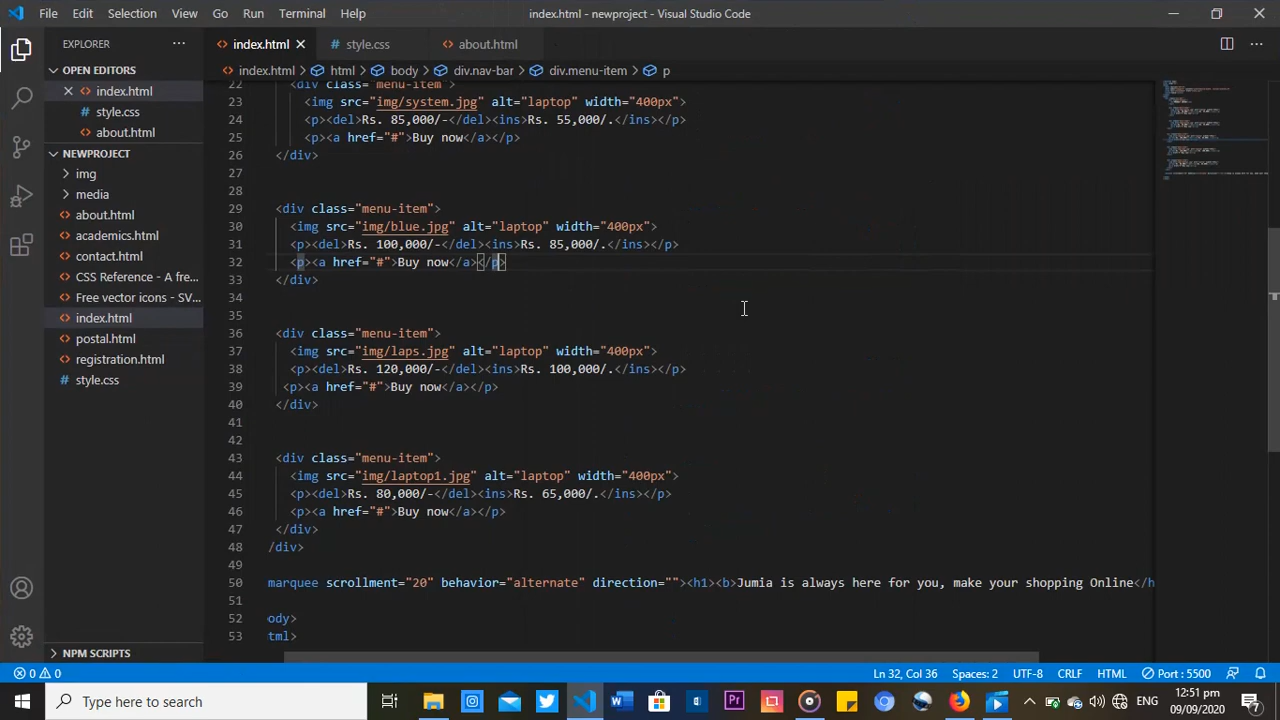 File Edit Selection View Go Run Terminal Help
index.html - newproject - Visual Studio Code
EXPLORER
index.html
style.css
about.html
OPEN EDITORS
index.html
style.css
about.html
NEWPROJECT
img
media
about.html
academics.html
contact.html
CSS Reference - A fre...
Free vector icons - SV...
index.html
postal.html
registration.html
style.css
NPM SCRIPTS
index.html > html > body > div.nav-bar > div.menu-item > p
22 <div class="menu-item">
23 <img src="img/system.jpg" alt="laptop" width="400px">
24 <p><del>Rs. 85,000/-</del><ins>Rs. 55,000/.</ins></p>
25 <p><a href="#">Buy now</a></p>
26 </div>
27
28
29 <div class="menu-item">
30 <img src="img/blue.jpg" alt="laptop" width="400px">
31 <p><del>Rs. 100,000/-</del><ins>Rs. 85,000/.</ins></p>
32 <p><a href="#">Buy now</a></p>
33 </div>
34
35
36 <div class="menu-item">
37 <img src="img/laps.jpg" alt="laptop" width="400px">
38 <p><del>Rs. 120,000/-</del><ins>Rs. 100,000/.</ins></p>
39 <p><a href="#">Buy now</a></p>
40 </div>
41
42
43 <div class="menu-item">
44 <img src="img/laptop1.jpg" alt="laptop" width="400px">
45 <p><del>Rs. 80,000/-</del><ins>Rs. 65,000/.</ins></p>
46 <p><a href="#">Buy now</a></p>
47 </div>
48 /div>
49
50 marquee scrollment="20" behavior="alternate" direction=""><h1><b>Jumia is always here for you, make your shopping Online</h
51
52 ody>
53 tml>
0 0 Ln 32, Col 36 Spaces: 2 UTF-8 CRLF HTML Port : 5500
Type here to search
ENG
12:51 pm
09/09/2020
7